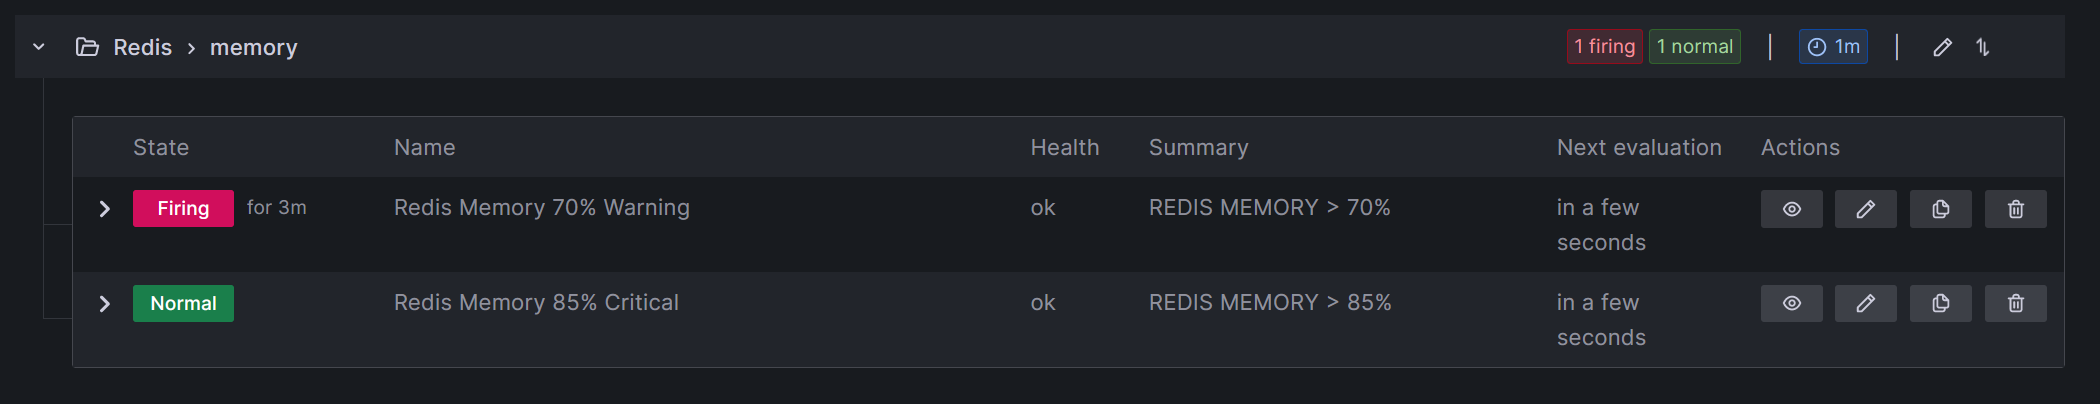 Redis > memory 1 firing 1 normal | 1m |
State Name Health Summary Next evaluation Actions
Firing for 3m Redis Memory 70% Warning ok REDIS MEMORY > 70% in a few
seconds
Normal Redis Memory 85% Critical ok REDIS MEMORY > 85% in a few
seconds